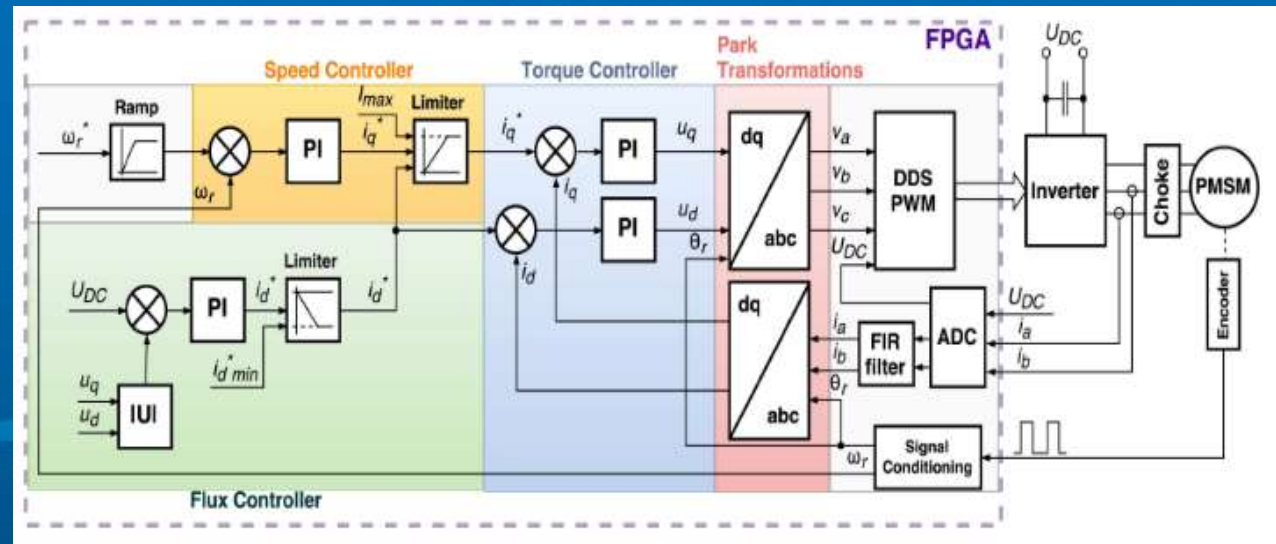 FPGA
U_DC
Park
Transformations
Speed Controller
Torque Controller
Ramp
I_max
Limiter
ω_r^*
PI
i_q^*
i_q^*
PI
u_q
dq
v_a
DDS
PWM
Inverter
Choke
PMSM
ω_r
i_q
v_b
u_d
PI
v_c
θ_r
abc
U_DC
Limiter
i_d
U_DC
PI
i_d^*
i_d^*
dq
i_a
FIR
filter
ADC
U_DC
i_a
i_b
Encoder
i_b
i_d^*min
θ_r
u_q
u_d
|U|
abc
ω_r
Signal
Conditioning
Flux Controller